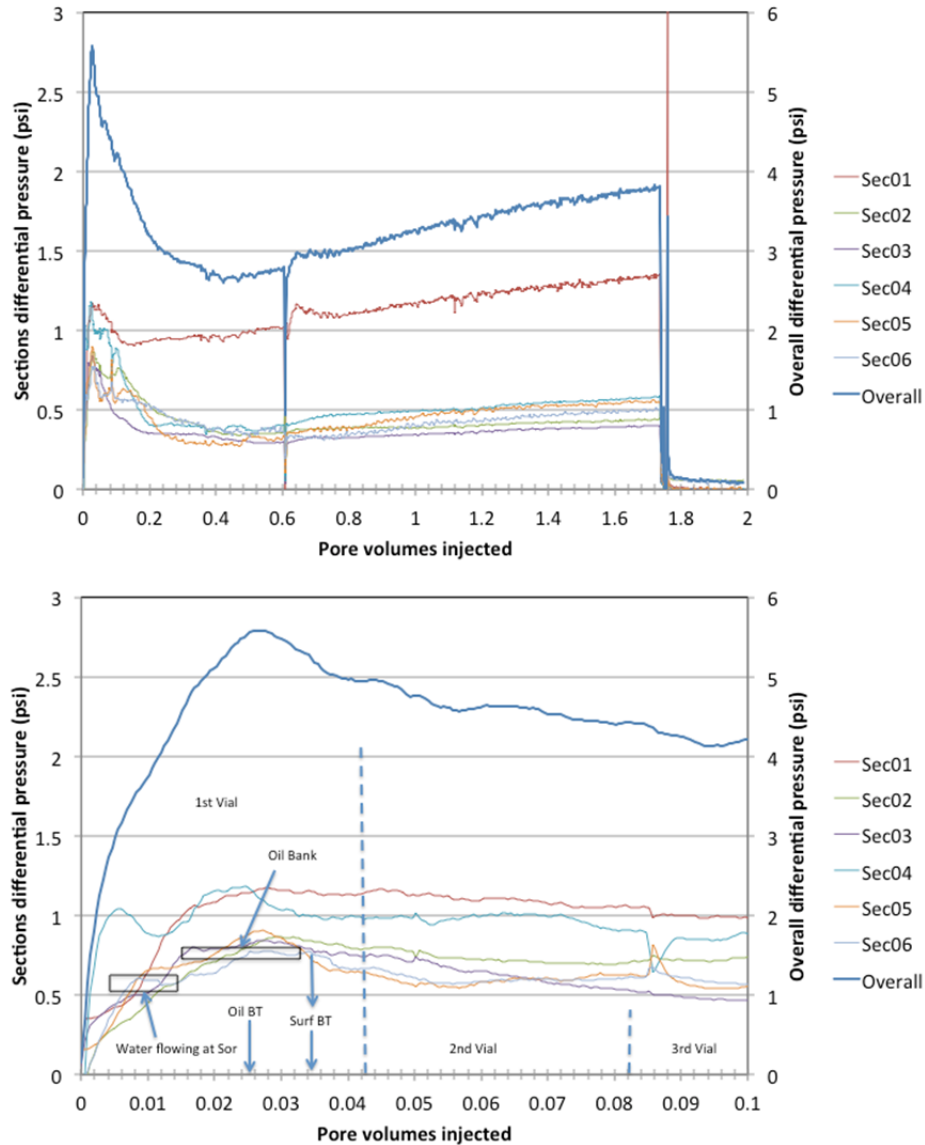 3
2.5
2
1.5
1
0.5
0
6
5
4
3
2
1
0
0
0.2
0.4
0.6
0.8
1
1.2
1.4
1.6
1.8
2
Sections differential pressure (psi)
Overall differential pressure (psi)
Pore volumes injected
Sec01
Sec02
Sec03
Sec04
Sec05
Sec06
Overall
3
2.5
2
1.5
1
0.5
0
6
5
4
3
2
1
0
0
0.01
0.02
0.03
0.04
0.05
0.06
0.07
0.08
0.09
0.1
Sections differential pressure (psi)
Overall differential pressure (psi)
Pore volumes injected
1st Vial
Oil Bank
Oil BT
Surf BT
Water flowing at Sor
2nd Vial
3rd Vial
Sec01
Sec02
Sec03
Sec04
Sec05
Sec06
Overall